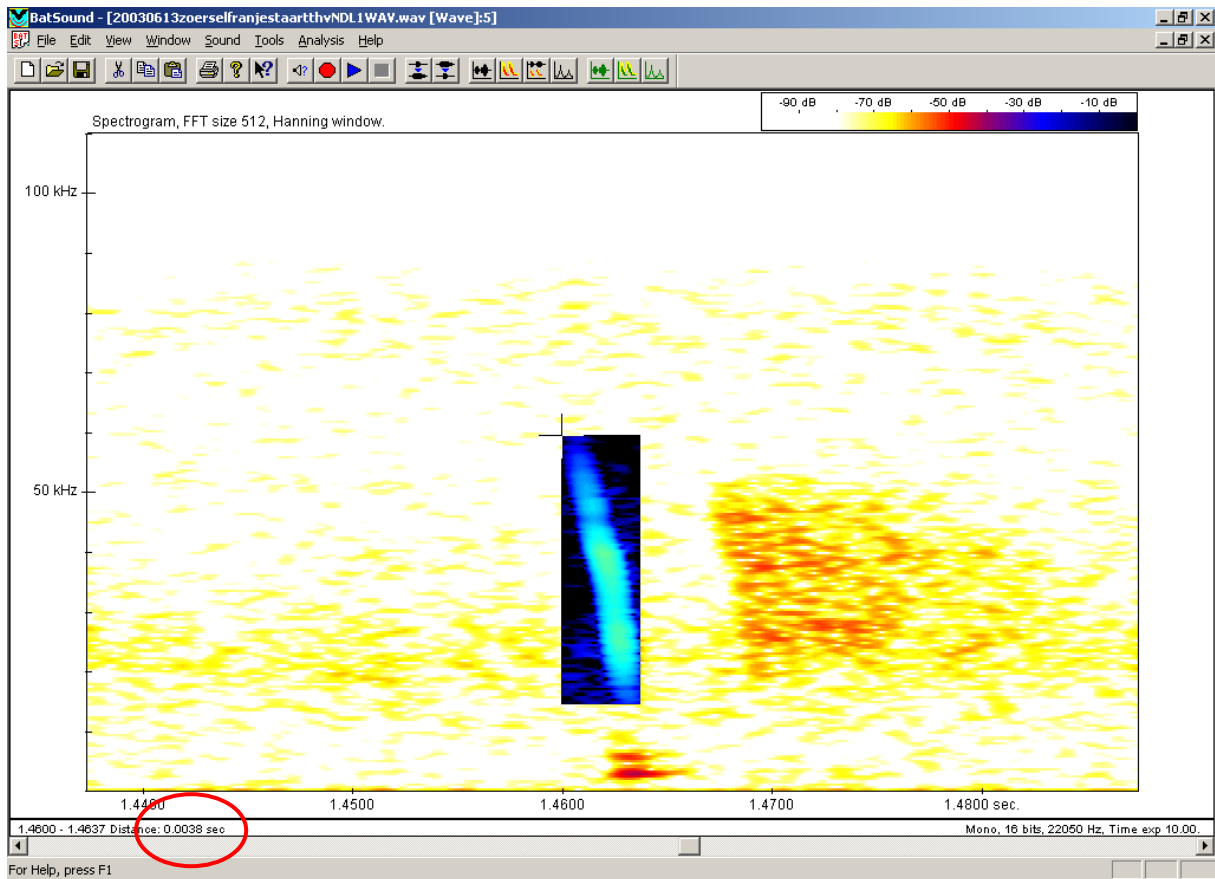 BatSound - [20030613zoerselfranjestaartthvNDL1WAV.wav [Wave]:5]
File Edit View Window Sound Tools Analysis Help
-90 dB -70 dB -50 dB -30 dB -10 dB
Spectrogram, FFT size 512, Hanning window.
100 kHz
50 kHz
1.4400 1.4500 1.4600 1.4700 1.4800 sec.
1.4600 - 1.4637 Distance: 0.0038 sec Mono, 16 bits, 22050 Hz, Time exp 10.00.
For Help, press F1